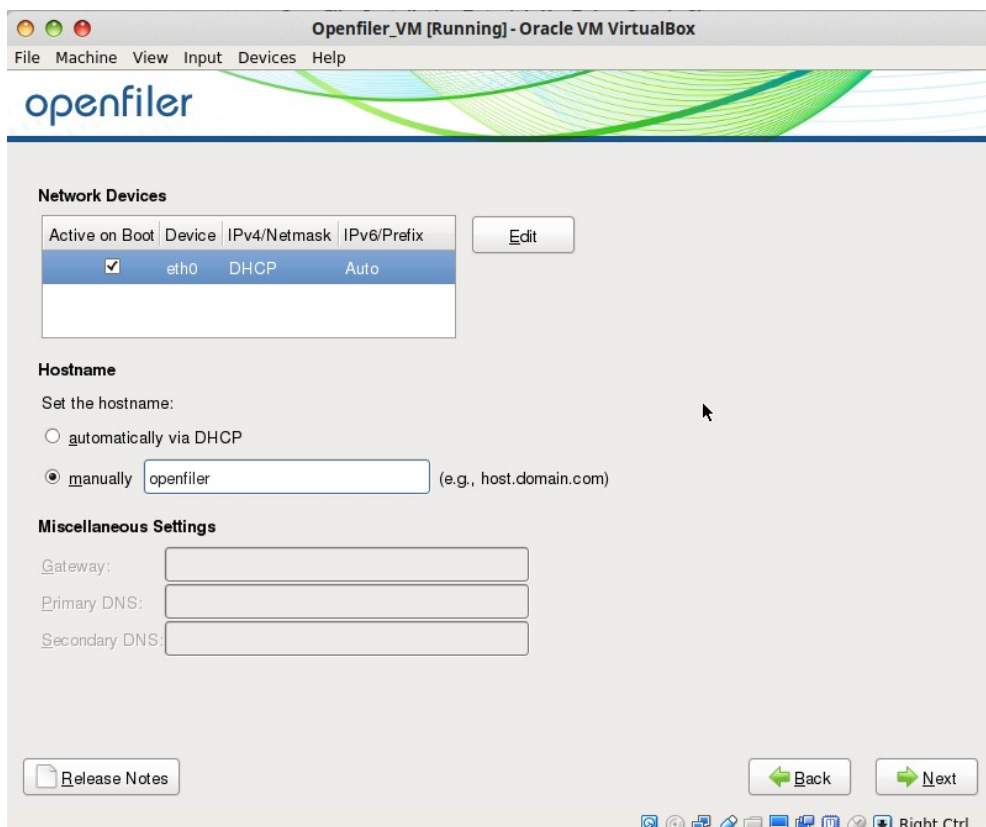 Openfiler_VM [Running] - Oracle VM VirtualBox
File Machine View Input Devices Help
openfiler
Network Devices
Active on Boot Device IPv4/Netmask IPv6/Prefix
eth0 DHCP Auto
Edit
Hostname
Set the hostname:
automatically via DHCP
manually openfiler (e.g., host.domain.com)
Miscellaneous Settings
Gateway:
Primary DNS:
Secondary DNS:
Release Notes Back Next
Right Ctrl